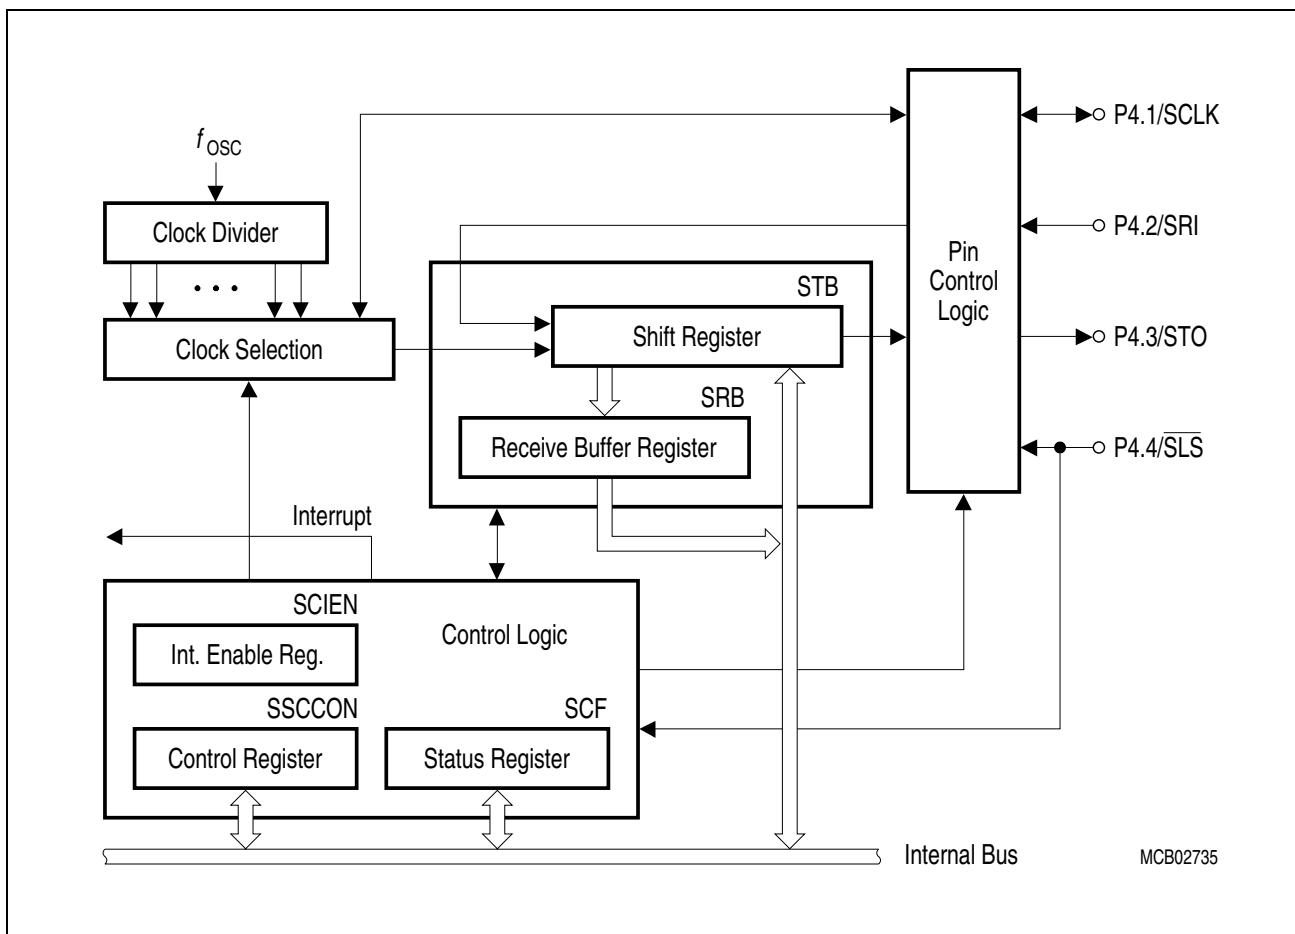 P4.1/SCLK
fOSC
Clock Divider
P4.2/SRI
Pin
Control
Logic
• • •
STB
Shift Register
P4.3/STO
Clock Selection
SRB
Receive Buffer Register
P4.4/S̅L̅S̅
Interrupt
SCIEN
Int. Enable Reg.
Control Logic
SSCCON
SCF
Control Register
Status Register
Internal Bus
MCB02735